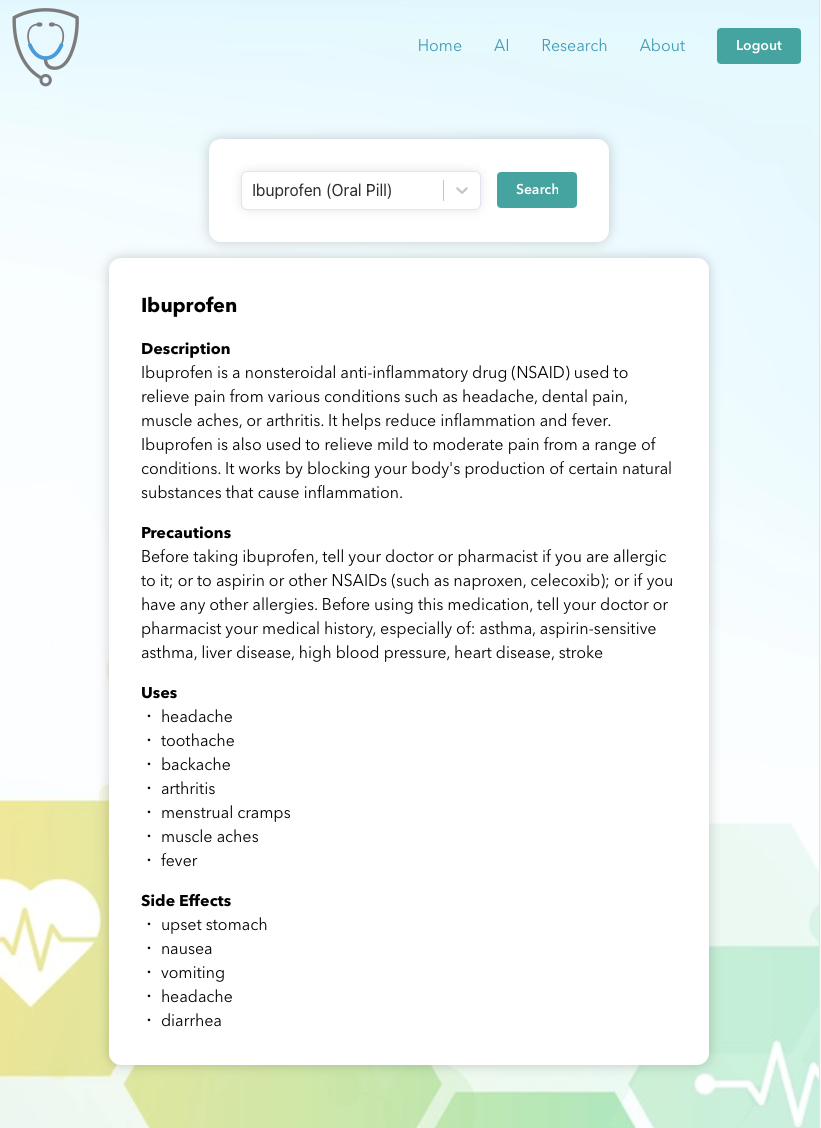 Home AI Research About Logout
Ibuprofen (Oral Pill) Search
Ibuprofen
Description
Ibuprofen is a nonsteroidal anti-inflammatory drug (NSAID) used to
relieve pain from various conditions such as headache, dental pain,
muscle aches, or arthritis. It helps reduce inflammation and fever.
Ibuprofen is also used to relieve mild to moderate pain from a range of
conditions. It works by blocking your body's production of certain natural
substances that cause inflammation.
Precautions
Before taking ibuprofen, tell your doctor or pharmacist if you are allergic
to it; or to aspirin or other NSAIDs (such as naproxen, celecoxib); or if you
have any other allergies. Before using this medication, tell your doctor or
pharmacist your medical history, especially of: asthma, aspirin-sensitive
asthma, liver disease, high blood pressure, heart disease, stroke
Uses
・ headache
・ toothache
・ backache
・ arthritis
・ menstrual cramps
・ muscle aches
・ fever
Side Effects
・ upset stomach
・ nausea
・ vomiting
・ headache
・ diarrhea